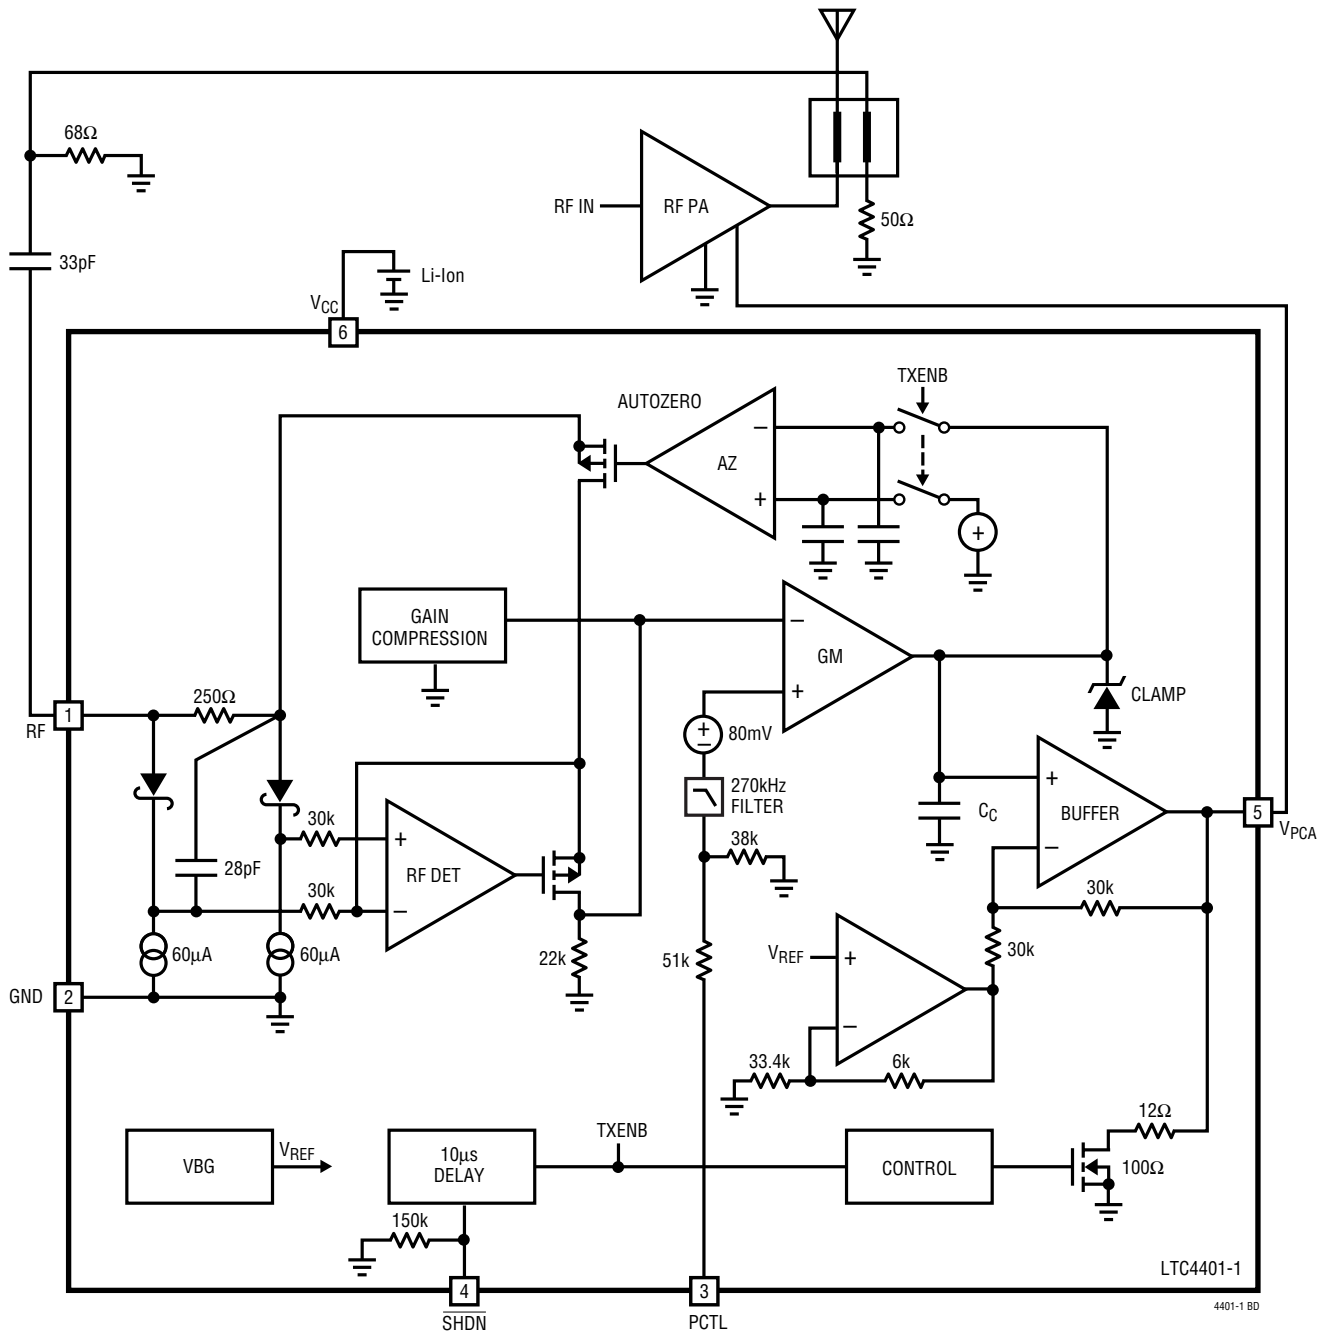 68Ω
33pF
Li-Ion
VCC
6
RF IN
RF PA
50Ω
TXENB
AUTOZERO
–
AZ
+
+
GAIN
COMPRESSION
–
GM
+
CLAMP
+
–
80mV
270kHz
FILTER
250Ω
1
RF
30k
+
RF DET
28pF
30k
–
60µA
60µA
22k
GND
2
38k
51k
CC
+
BUFFER
–
5
VPCA
30k
30k
VREF
+
–
33.4k
6k
12Ω
100Ω
VBG
VREF
10µs
DELAY
TXENB
CONTROL
150k
4
SHDN
3
PCTL
LTC4401-1
4401-1 BD